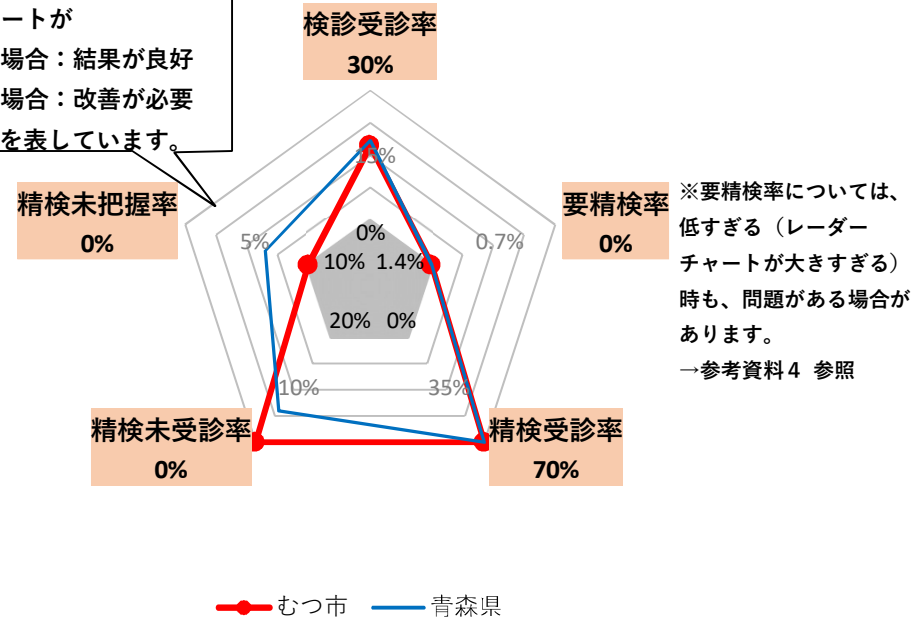 ートが
場合：結果が良好
場合：改善が必要
を表しています。
検診受診率
30%
15%
精検未把握率
0%
5%
要精検率
0%
0.7%
※要精検率については、
低すぎる（レーダー
チャートが大きすぎる）
時も、問題がある場合が
あります。
→参考資料４ 参照
0%
10% 1.4%
20% 0%
10%
35%
精検未受診率
0%
精検受診率
70%
むつ市 青森県